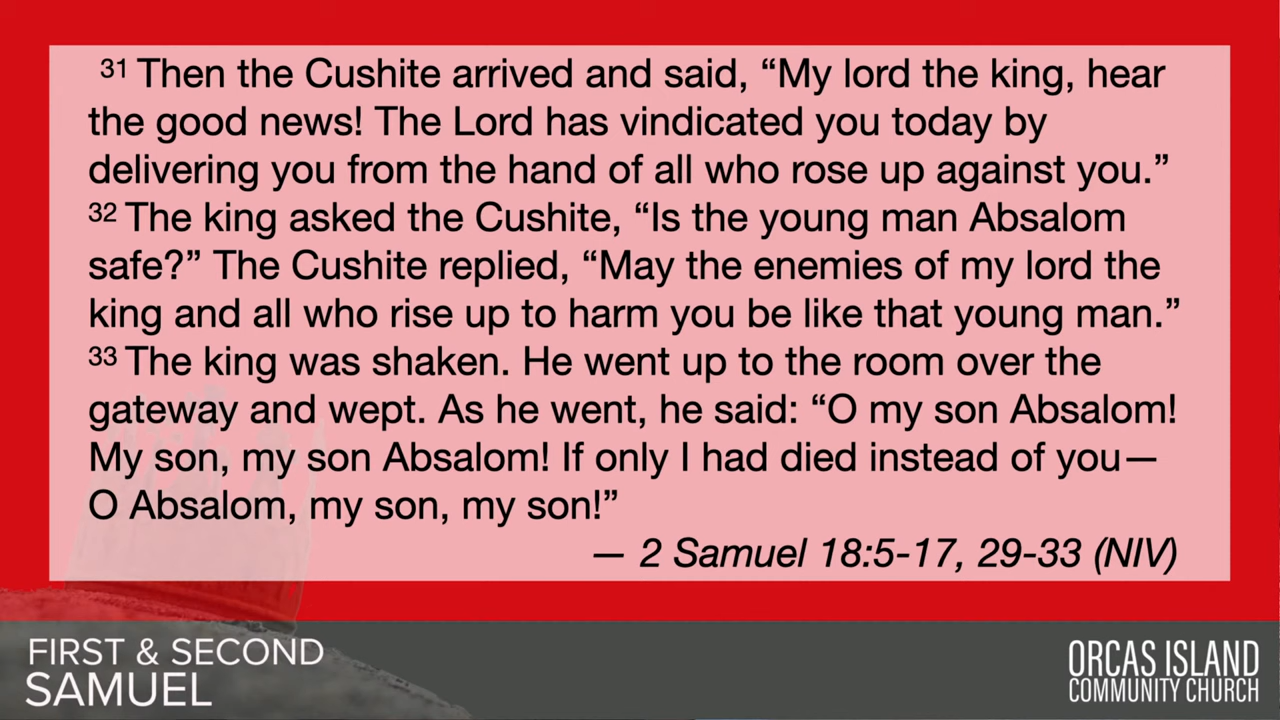 31 Then the Cushite arrived and said, “My lord the king, hear
the good news! The Lord has vindicated you today by
delivering you from the hand of all who rose up against you.”
32 The king asked the Cushite, “Is the young man Absalom
safe?” The Cushite replied, “May the enemies of my lord the
king and all who rise up to harm you be like that young man.”
33 The king was shaken. He went up to the room over the
gateway and wept. As he went, he said: “O my son Absalom!
My son, my son Absalom! If only I had died instead of you—
O Absalom, my son, my son!”
— 2 Samuel 18:5-17, 29-33 (NIV)
FIRST & SECOND
SAMUEL
ORCAS ISLAND
COMMUNITY CHURCH